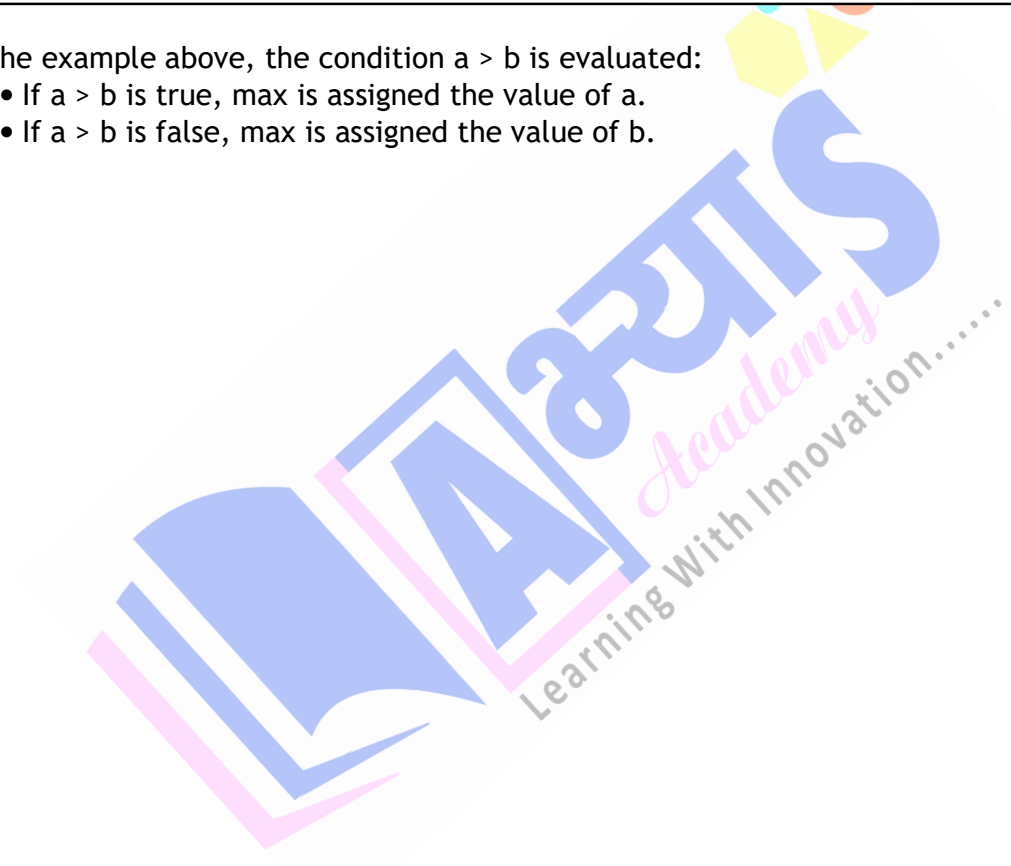 he example above, the condition a > b is evaluated:
• If a > b is true, max is assigned the value of a.
• If a > b is false, max is assigned the value of b.
Aभ्याS
Academy
Learning With Innovation......